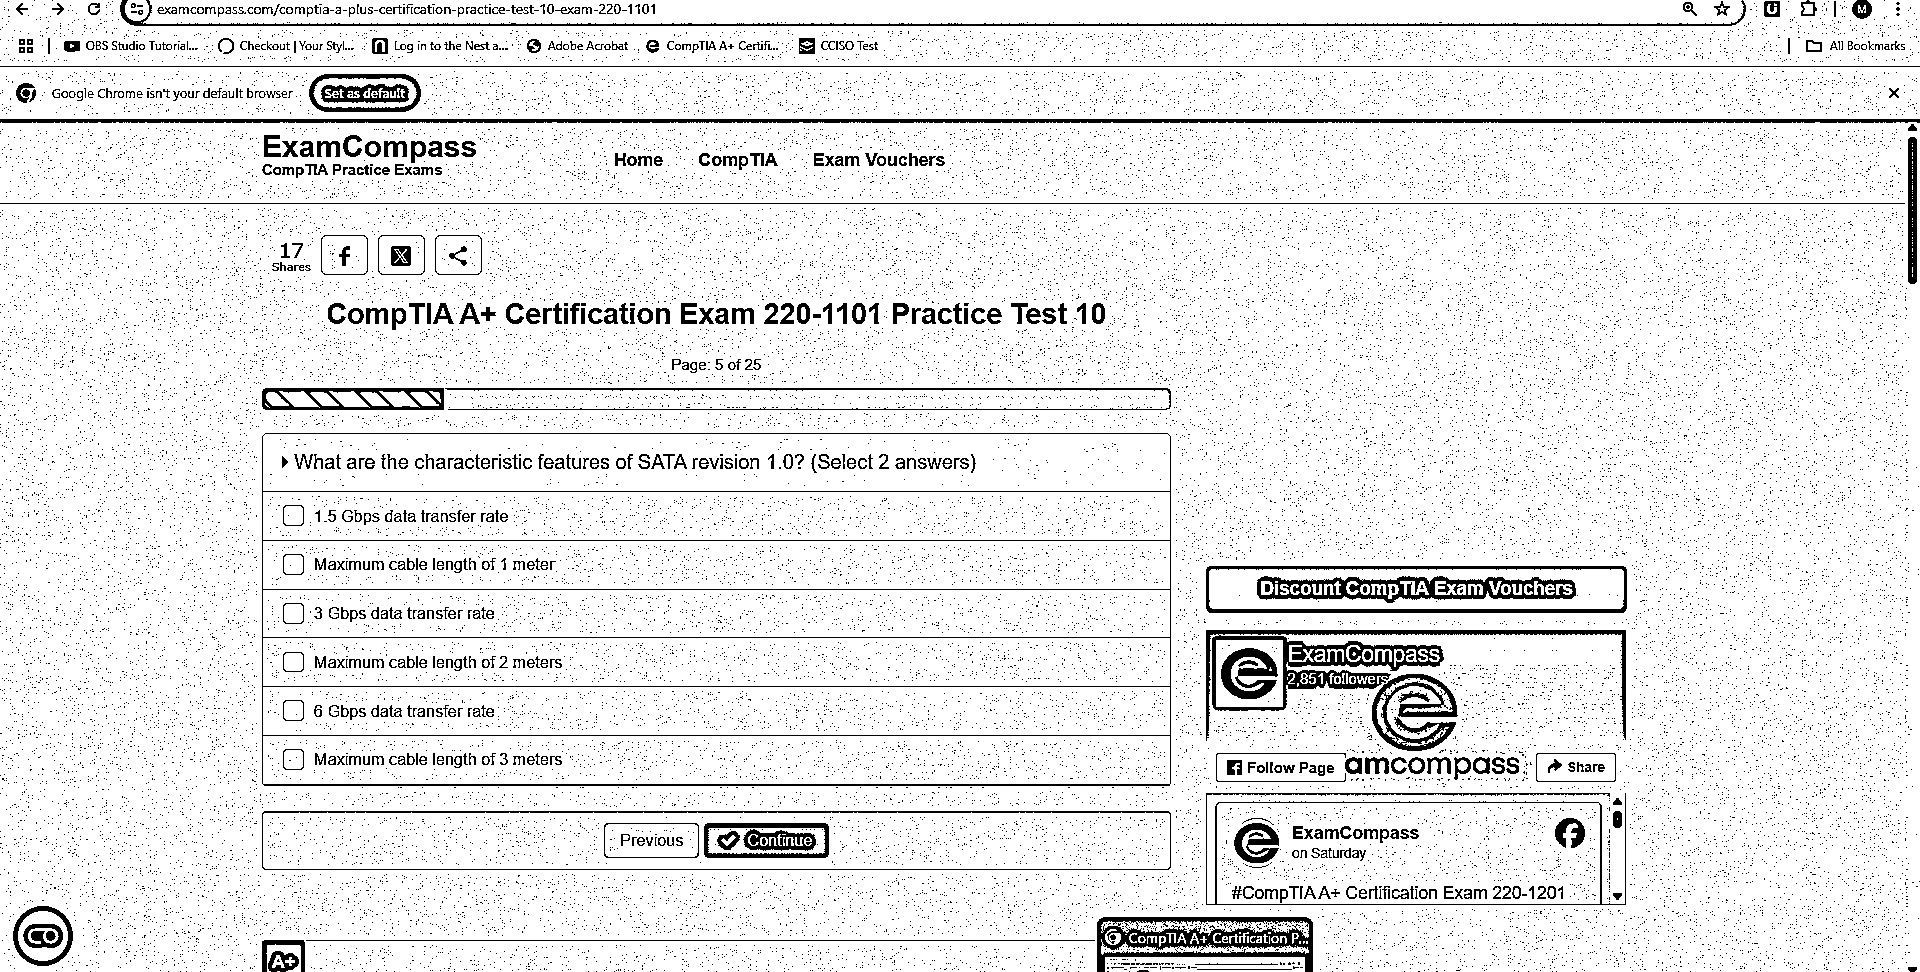 examcompass.com/comptia-a-plus-certification-practice-test-10-exam-220-1101
M
OBS Studio Tutorial...
Checkout | Your Styl...
Log in to the Nest a...
Adobe Acrobat
CompTIA A+ Certifi...
CCISO Test
All Bookmarks
Google Chrome isn't your default browser
Set as default
ExamCompass
CompTIA Practice Exams
Home
CompTIA
Exam Vouchers
17
Shares
CompTIA A+ Certification Exam 220-1101 Practice Test 10
Page: 5 of 25
What are the characteristic features of SATA revision 1.0? (Select 2 answers)
1.5 Gbps data transfer rate
Maximum cable length of 1 meter
3 Gbps data transfer rate
Maximum cable length of 2 meters
6 Gbps data transfer rate
Maximum cable length of 3 meters
Previous
Continue
Discount CompTIA Exam Vouchers
ExamCompass
2,851 followers
amcompass
Follow Page
Share
ExamCompass
on Saturday
#CompTIA A+ Certification Exam 220-1201
A+
CompTIA A+ Certification P...